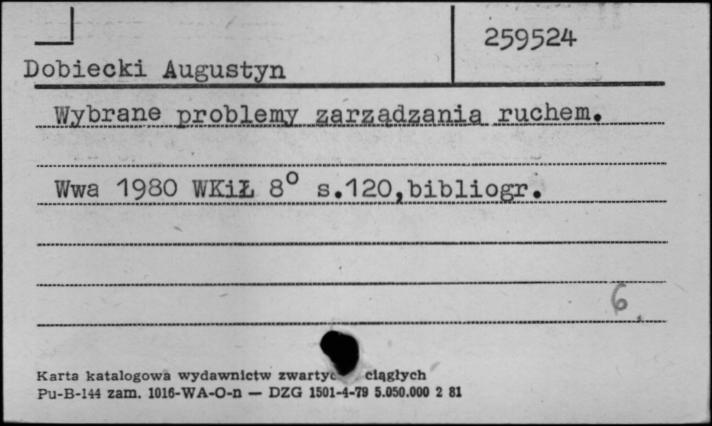 259524
Dobiecki Augustyn
Wybrane problemy zarządzania ruchem.
Wwa 1980 WKiŁ 8° s.120,bibliogr.
6
Karta katalogowa wydawnictw ciągłych
Pu-B-144 zam. 1016-WA-O-n — DZG 1501-4-79 5.050.000 2 81